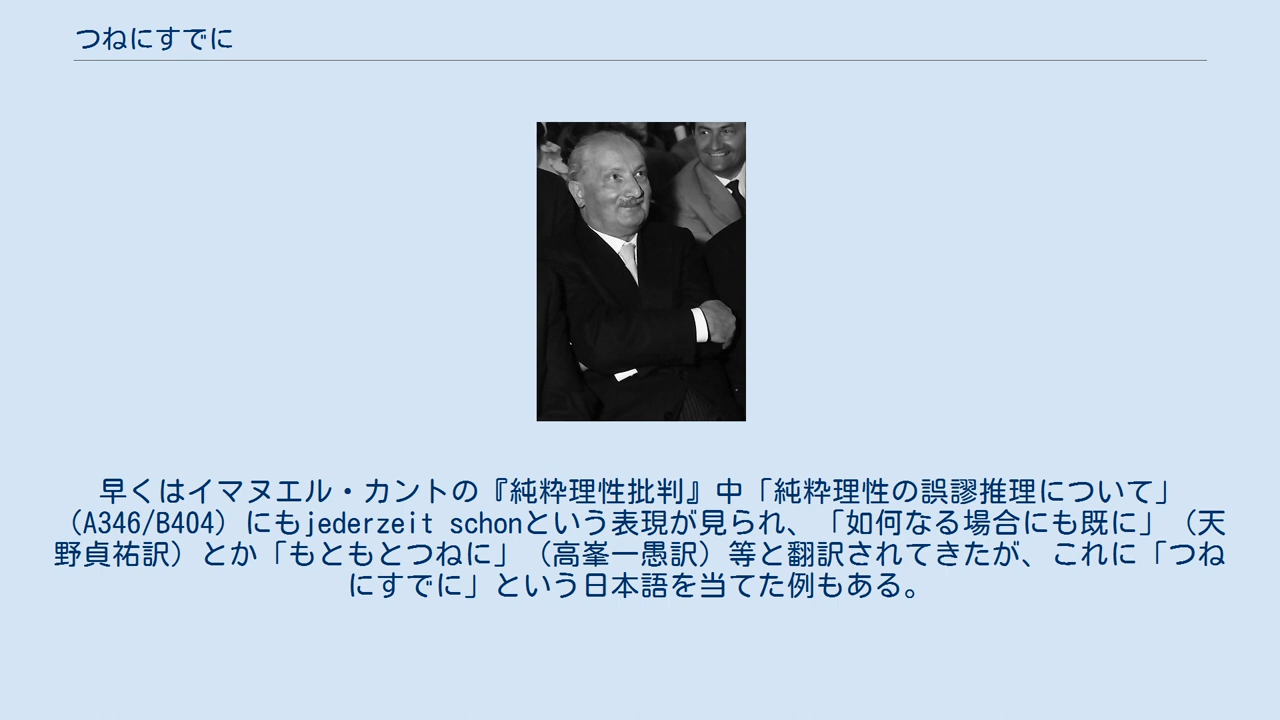 つねにすでに
早くはイマヌエル・カントの『純粋理性批判』中「純粋理性の誤謬推理について」
（A346/B404）にもjederzeit schonという表現が見られ、「如何なる場合にも既に」（天
野貞祐訳）とか「もともとつねに」（高峯一愚訳）等と翻訳されてきたが、これに「つね
にすでに」という日本語を当てた例もある。